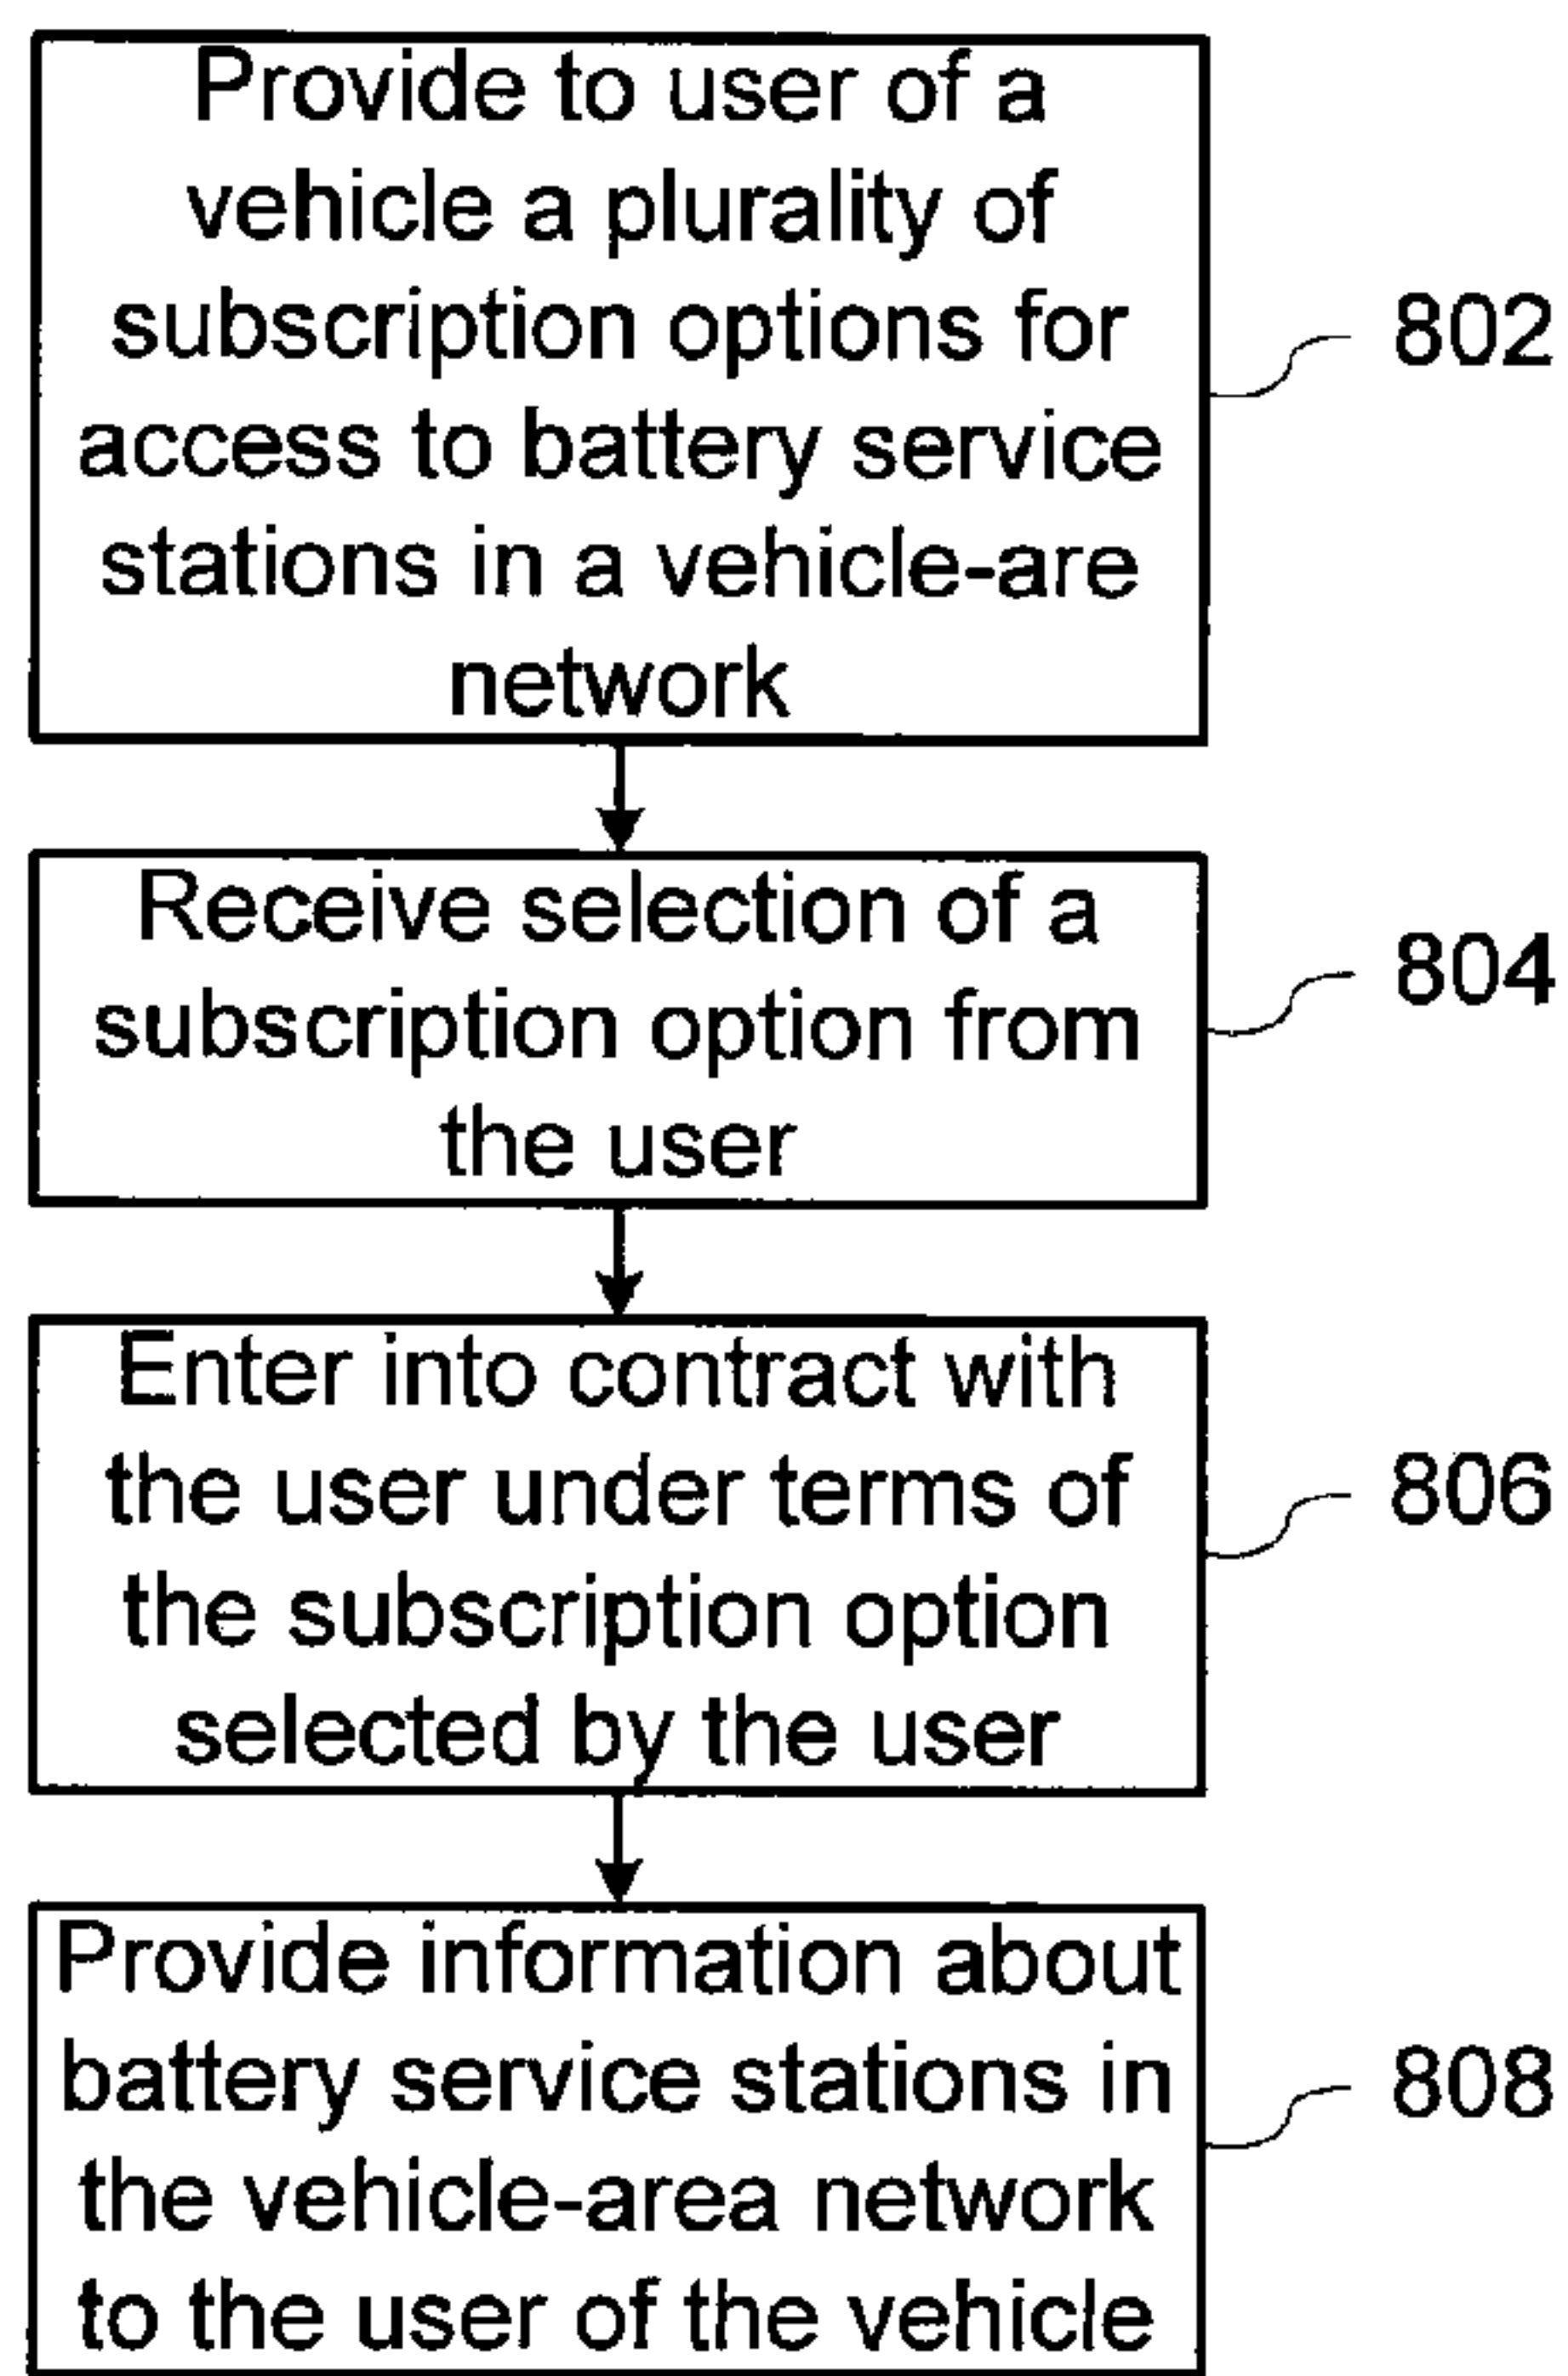 Provide to user of a
vehicle a plurality of
subscription options for
access to battery service
stations in a vehicle-are
network
802
Receive selection of a
subscription option from
the user
804
Enter into contract with
the user under terms of
the subscription option
selected by the user
806
Provide information about
battery service stations in
the vehicle-area network
to the user of the vehicle
808